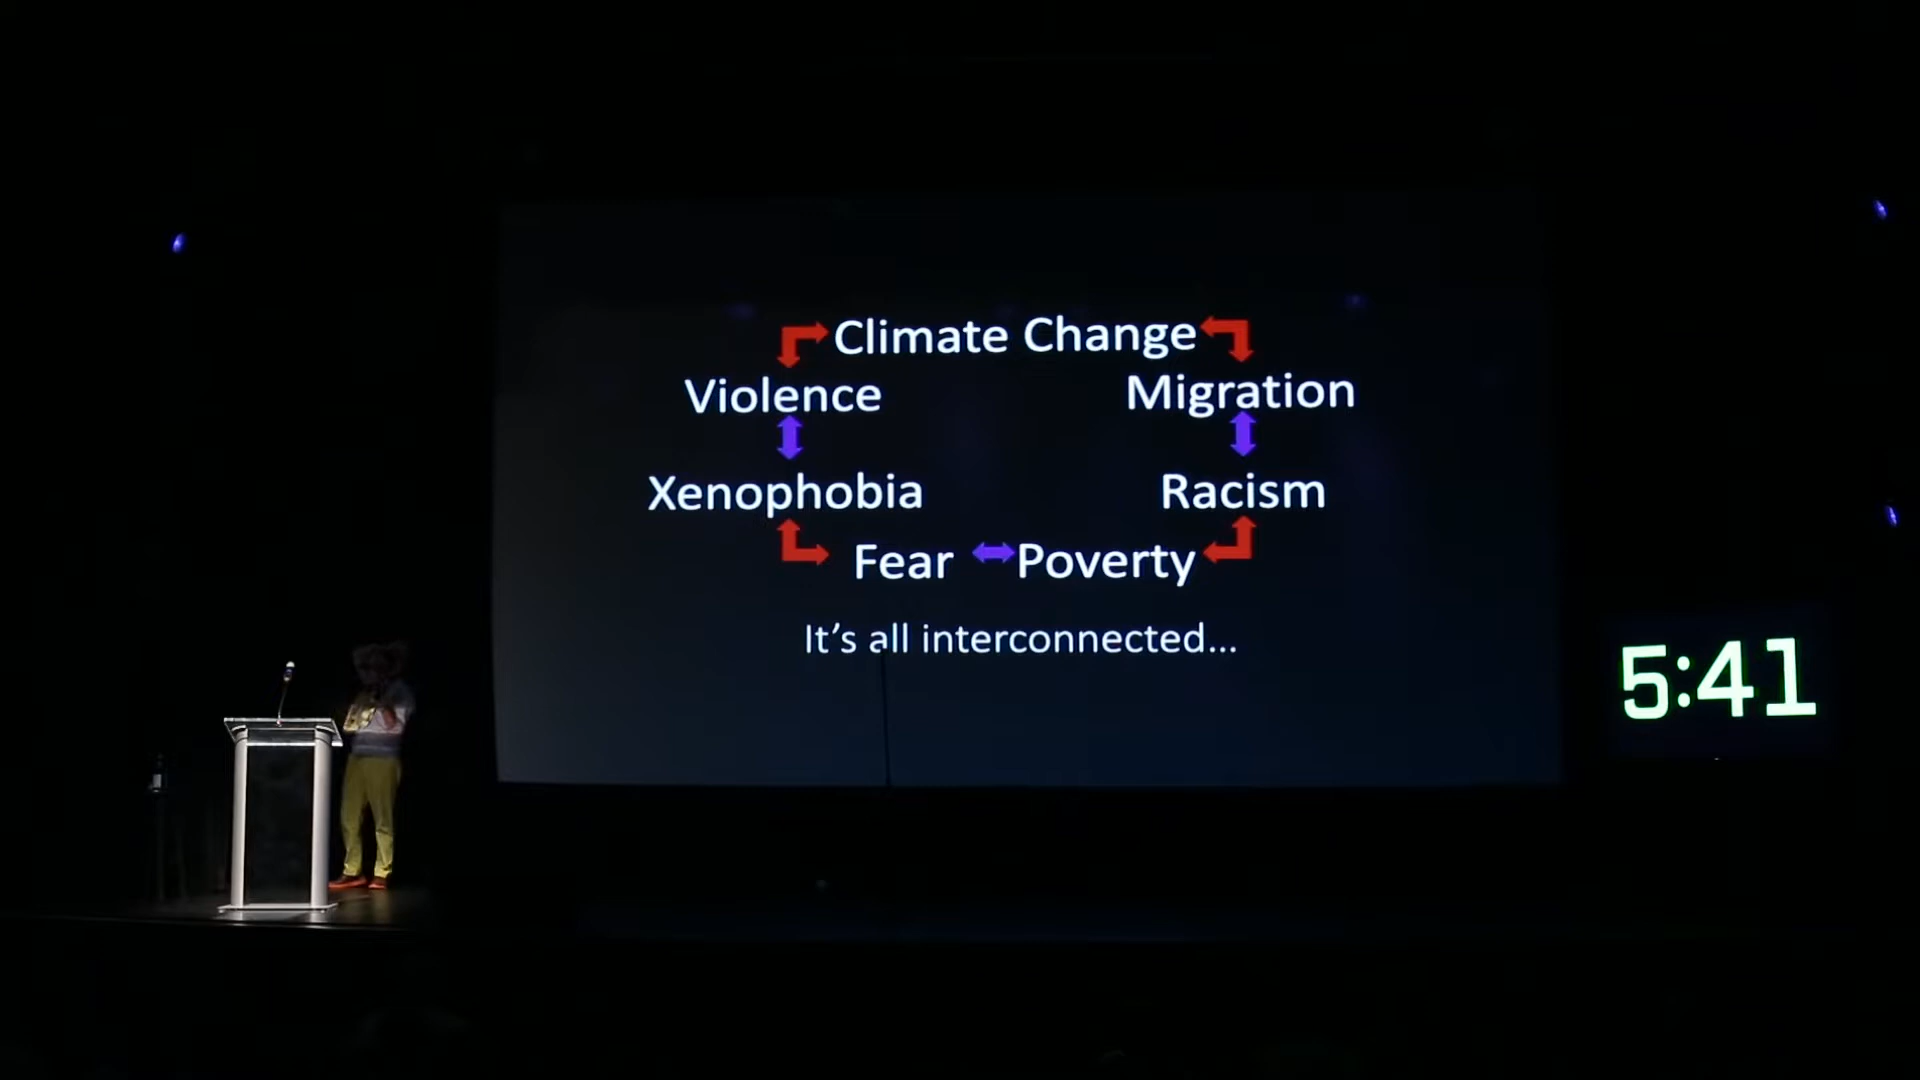 Climate Change
Violence Migration
Xenophobia Racism
Fear Poverty
It's all interconnected...
5:41